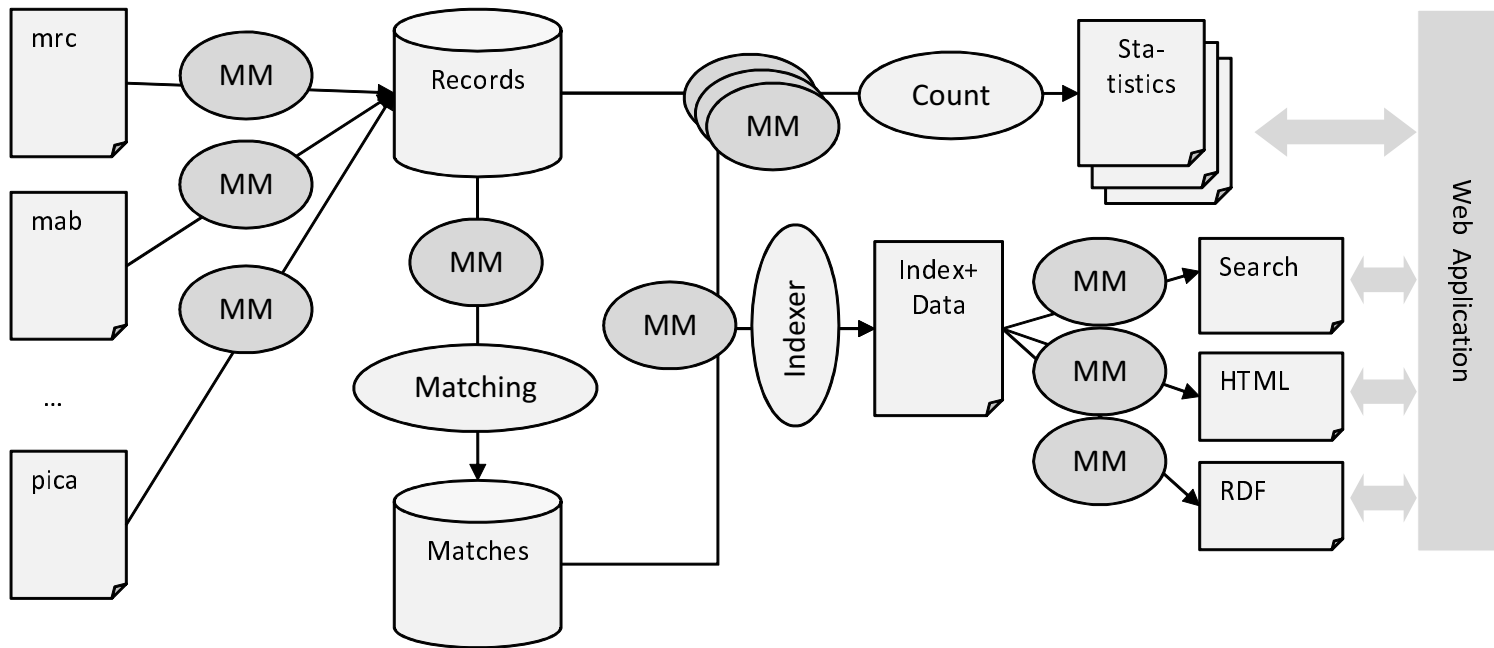 mrc
MM
Records
MM
Count
Sta-
tistics
mab
MM
MM
MM
pica
...
Matching
Matches
MM
Indexer
Index+
Data
MM
Search
MM
HTML
MM
RDF
Web Application